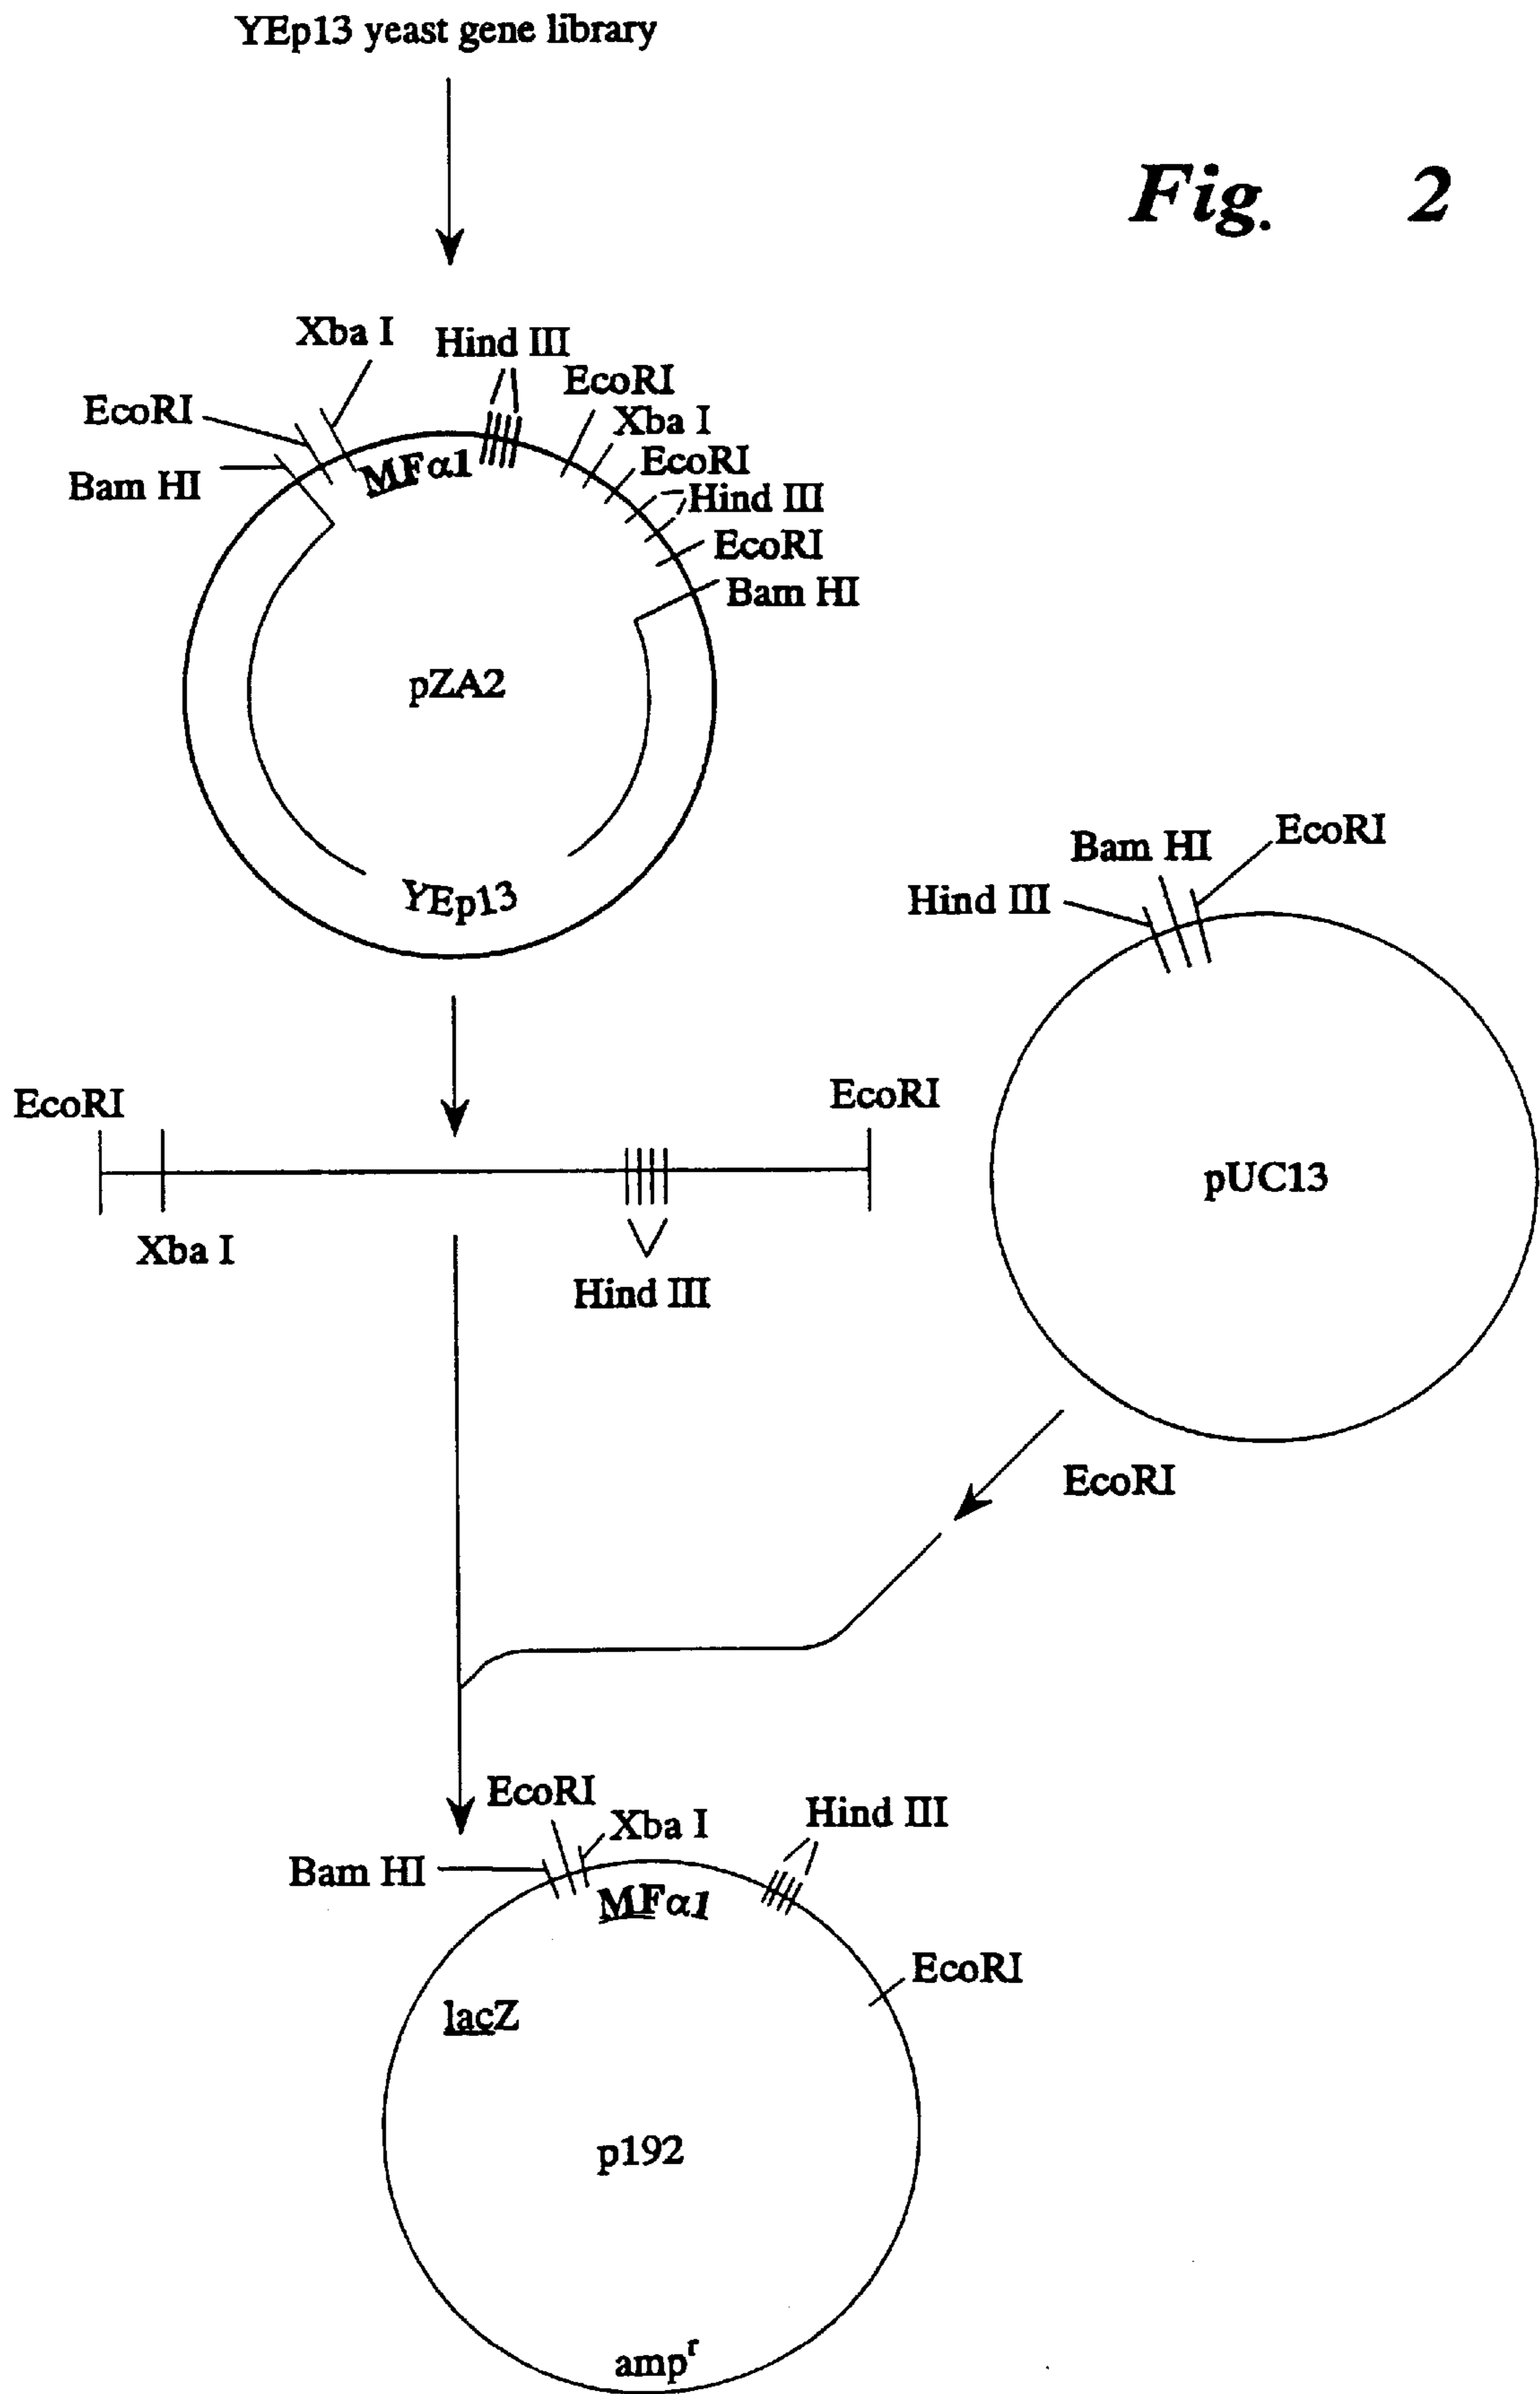 YEp13 yeast gene library
Fig. 2
Xba I
Hind III
EcoRI
EcoRI
Xba I
EcoRI
Bam HI
MFα1
Hind III
EcoRI
Bam HI
pZA2
YEp13
Bam HI
EcoRI
Hind III
EcoRI
EcoRI
pUC13
Xba I
Hind III
EcoRI
EcoRI
Xba I
Hind III
Bam HI
MFα1
EcoRI
lacZ
p192
amp^r